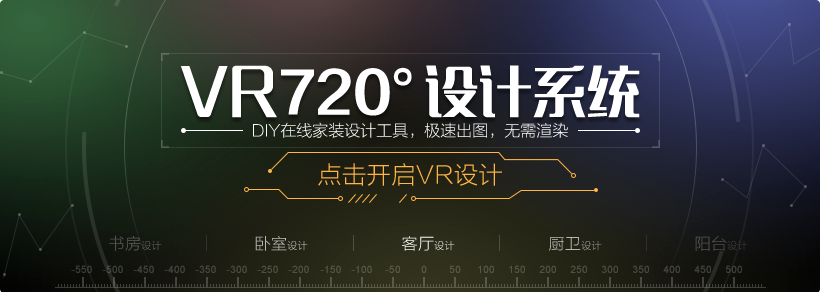 VR720° 设计系统
DIY在线家装设计工具，极速出图，无需渲染
点击开启VR设计
书房设计 卧室设计 客厅设计 厨卫设计 阳台设计
-550 -500 -450 -400 -350 -300 -250 -200 -150 -100 -50 0 50 100 150 200 250 300 350 400 450 500